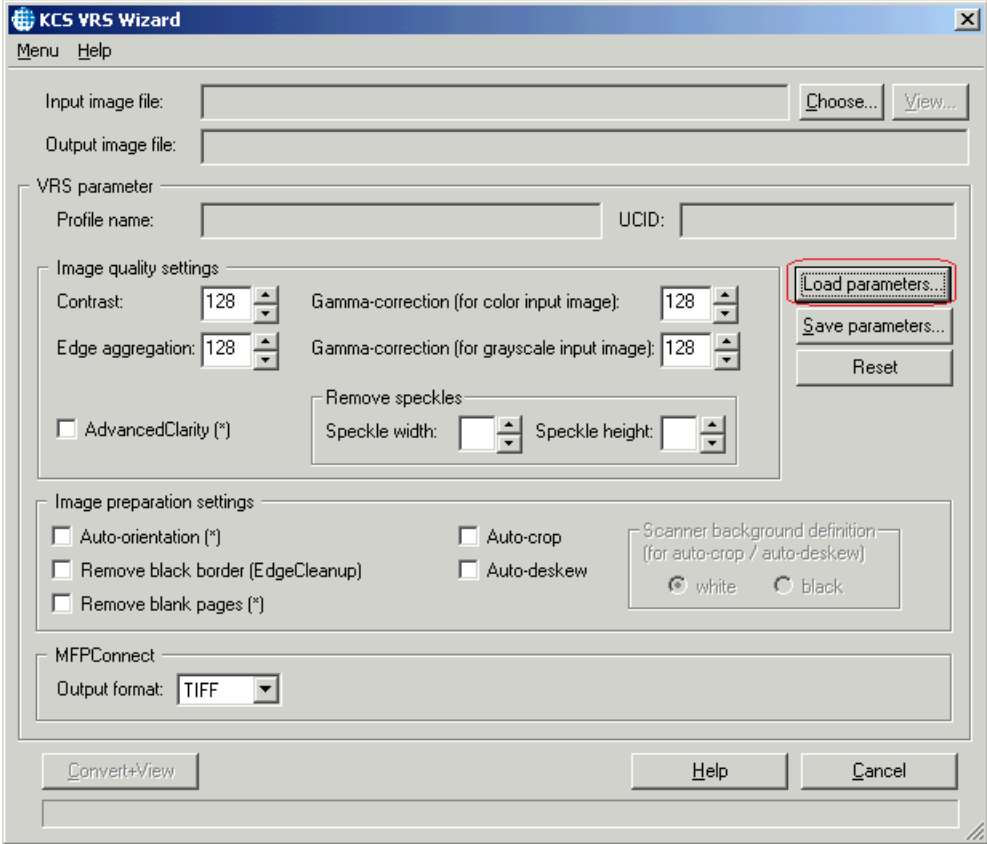 KCS VRS Wizard
Menu Help
Input image file: Choose... View...
Output image file:
VRS parameter
Profile name: UCID:
Image quality settings
Load parameters...
Contrast: 128 Gamma-correction (for color input image): 128
Save parameters...
Edge aggregation: 128 Gamma-correction (for grayscale input image): 128
Reset
Remove speckles
AdvancedClarity (*) Speckle width: Speckle height:
Image preparation settings
Auto-orientation (*) Auto-crop
Scanner background definition
(for auto-crop / auto-deskew)
Remove black border (EdgeCleanup) Auto-deskew
white black
Remove blank pages (*)
MFPConnect
Output format: TIFF
Convert+View Help Cancel